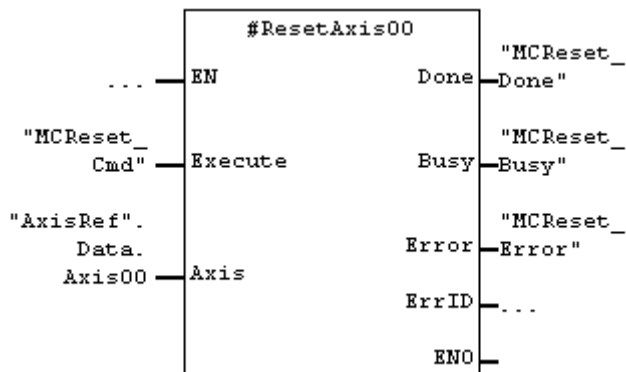 #ResetAxis00
"MCReset_
... EN Done Done"
"MCReset_ "MCReset_
Cmd" Execute Busy Busy"
"AxisRef". "MCReset_
Data. Error Error"
Axis00 Axis
ErrID ...
ENO